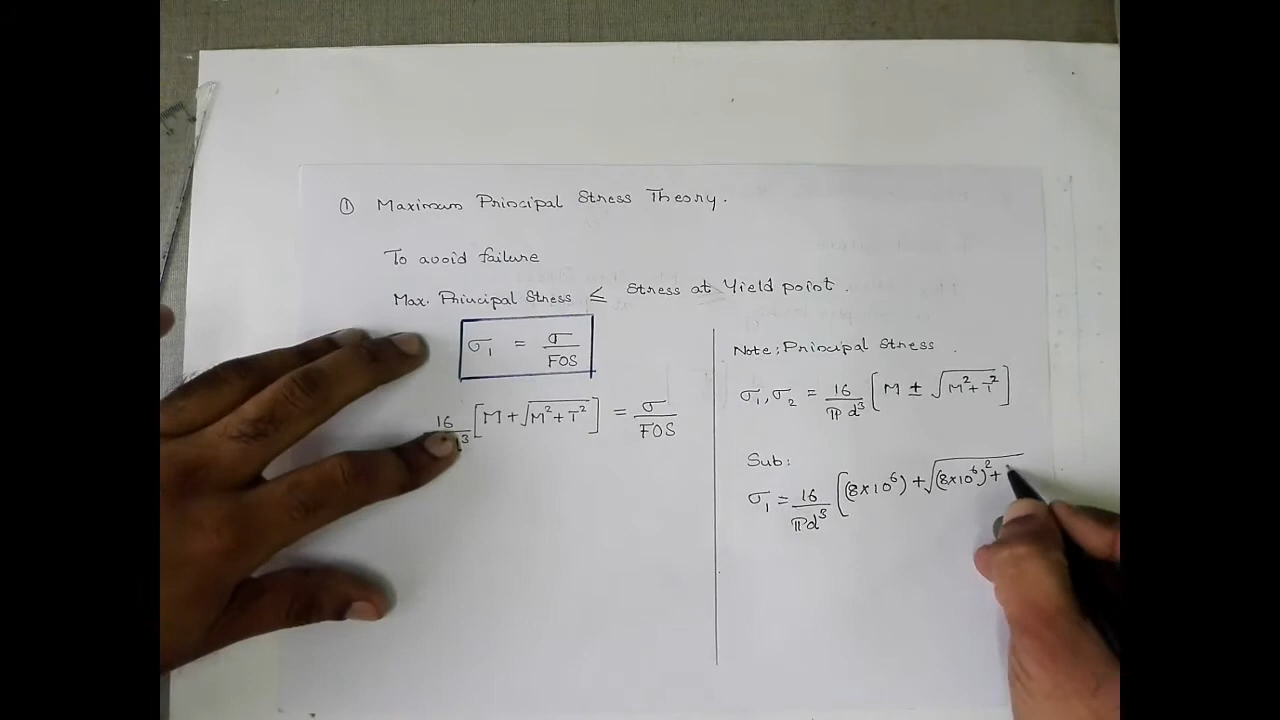 ① Maximum Principal Stress Theory.
To avoid failure
Max. Principal Stress ≤ Stress at Yield point.
σ₁ = σ/FOS
16/ d³ [M + √(M² + T²)] = σ/FOS
Note: Principal Stress.
σ₁, σ₂ = 16/πd³ [M ± √(M² + T²)]
Sub:
σ₁ = 16/πd³ [(8×10⁶) + √((8×10⁶)² +